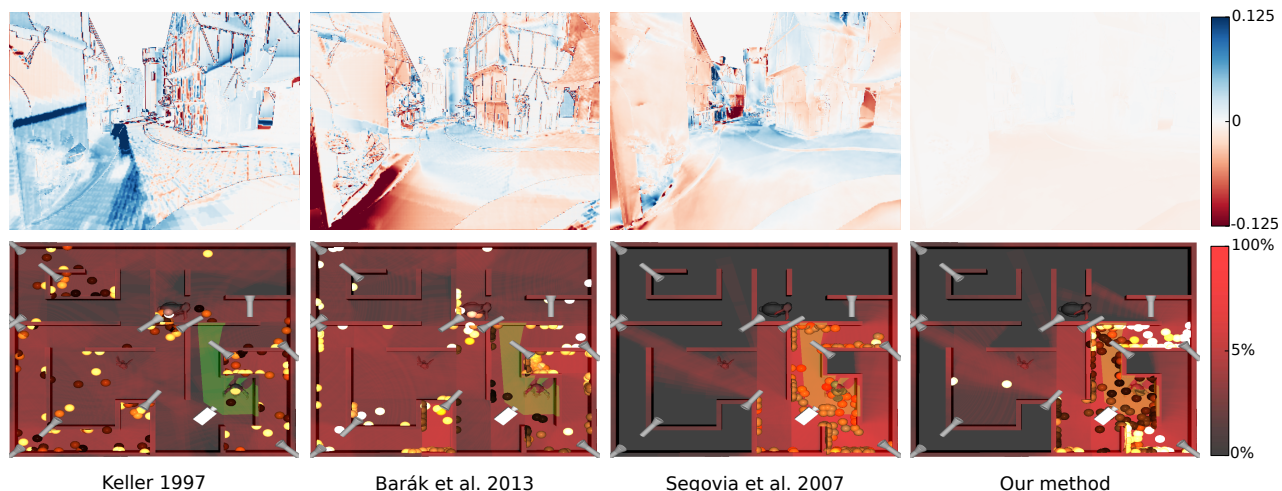 0.125
0
-0.125
100%
5%
0%
Keller 1997
Barák et al. 2013
Segovia et al. 2007
Our method